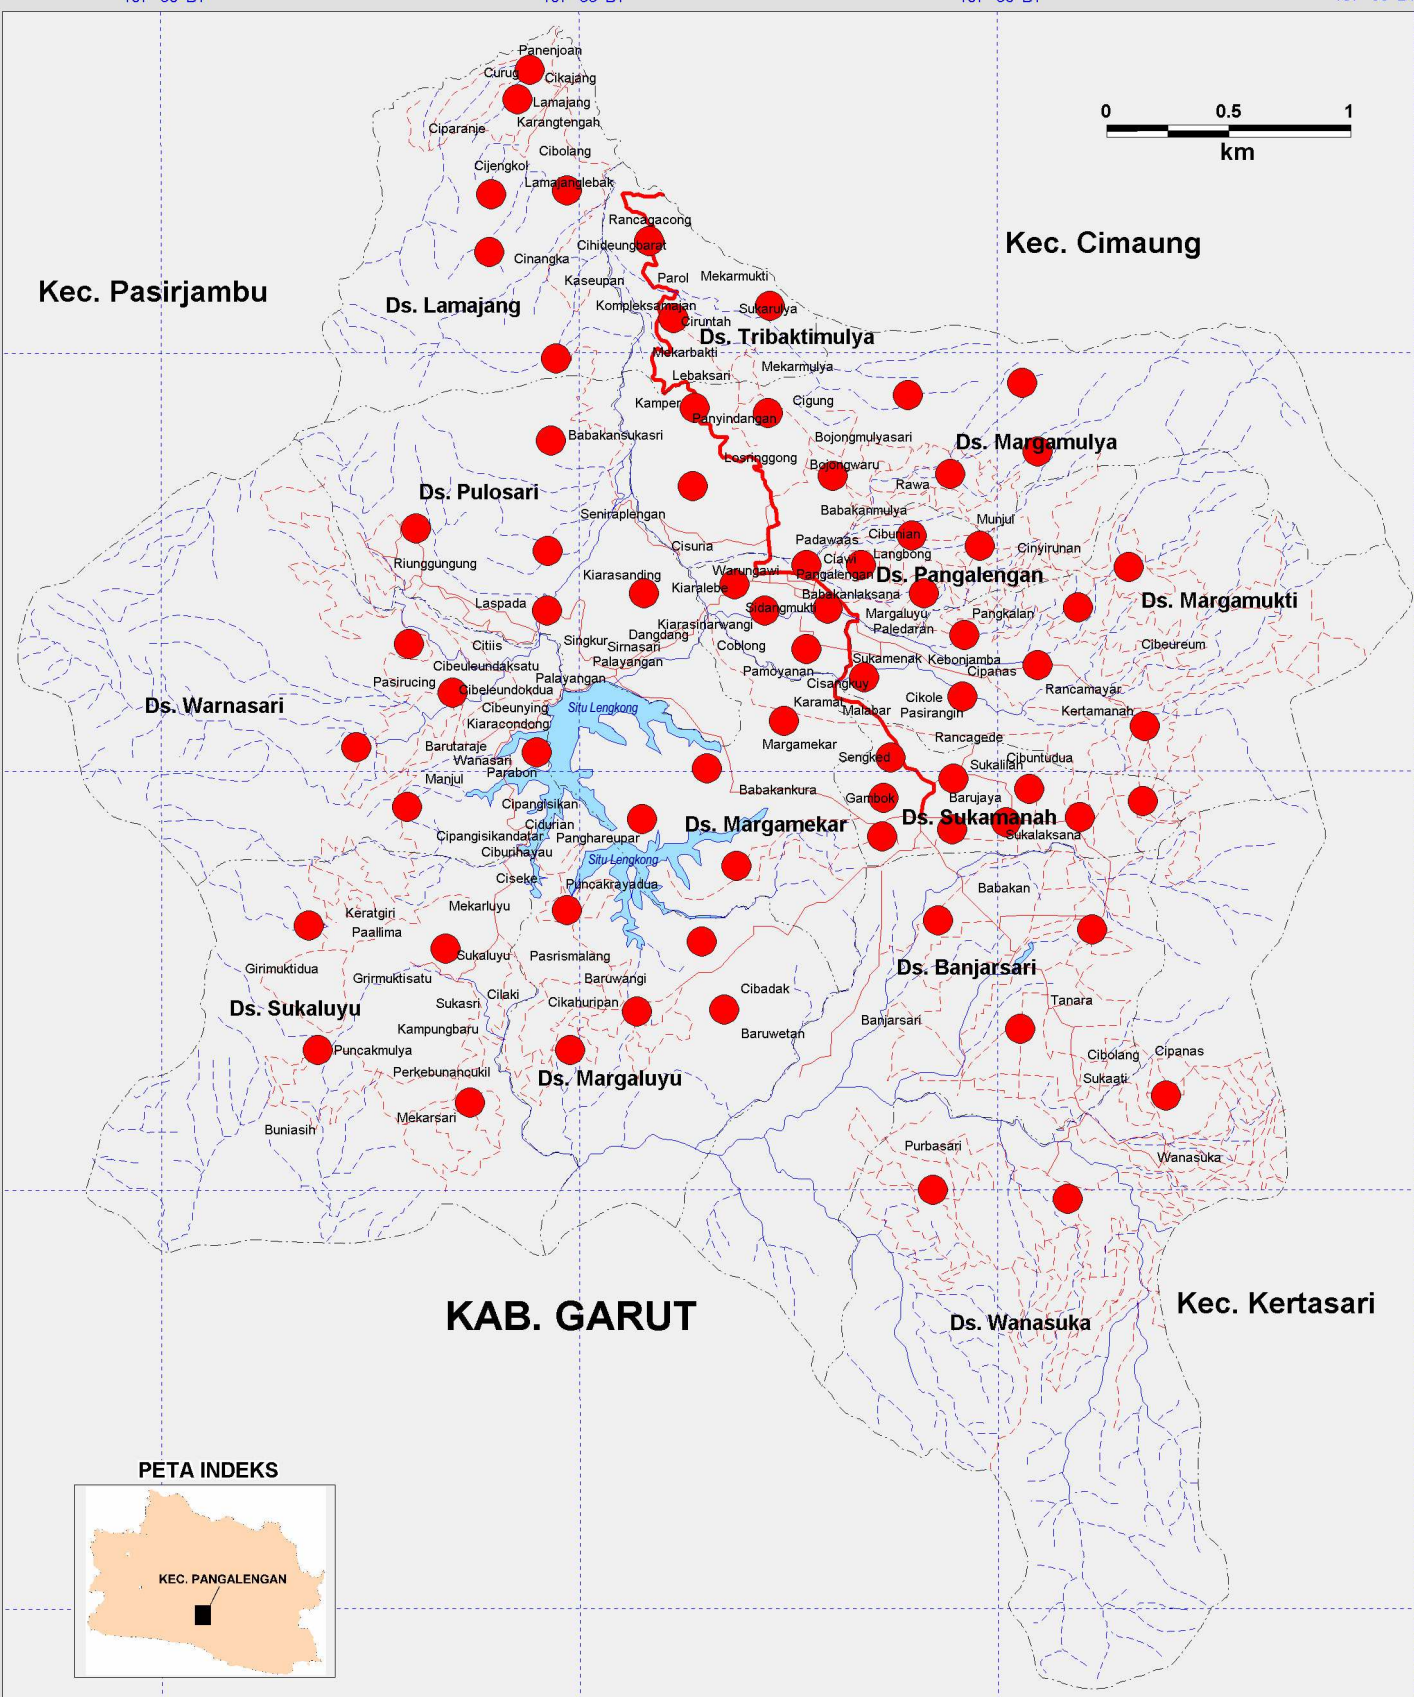 Panenjoan
Curug
Cikajang
Lamajang
Karangtengah
Ciparanje
Cibolang
Cijengkol
Lamajanglebak
0 0.5 1
km
Rancagacong
Cihideungbarat
Kec. Cimaung
Cinangka
Kaseupan
Parol
Mekarmukti
Kec. Pasirjambu
Ds. Lamajang
Kompleksamajan
Sukarulya
Ciruntah
Ds. Tribaktimulya
Mekarbakti
Mekarmulya
Lebaksari
Kamper
Cigung
Panyindangan
Babakansukasri
Bojongmulyasari
Ds. Margamulya
Losringgong
Bojongwaru
Rawa
Ds. Pulosari
Seniraplengan
Babakanmulya
Munjul
Cisuria
Padawaas
Cibunian
Cinyirunan
Riunggungung
Ciawi
Langbong
Kiarasanding
Warungawi
Pangalengan
Ds. Pangalengan
Kiaralebe
Babakanlaksana
Laspada
Sidangmukti
Margaluyu
Pangkalan
Ds. Margamukti
Kiarasinarwangi
Paledaran
Dangdang
Singkur
Sirnasari
Citiis
Coblong
Cibeureum
Palayangan
Cibeuleundaksatu
Sukamenak
Kebonjamba
Pamoyanan
Cipanas
Palayangan
Pasirucing
Cibeleundokdua
Cisangkuy
Rancamayar
Cikole
Ds. Warnasari
Cibeunying
Situ Lengkong
Karamat
Malabar
Pasirangin
Kertamanah
Kiaracondong
Rancagede
Barutaraje
Margamekar
Wanasari
Sengked
Cibuntudua
Parabon
Sukalilah
Manjul
Babakankura
Gambok
Barujaya
Cipangisikan
Ds. Sukamanah
Cidurian
Ds. Margamekar
Cipangisikandatar
Panghareupar
Sukalaksana
Ciburihayau
Situ Lengkong
Ciseke
Puncakrayadua
Babakan
Mekarluyu
Keratgiri
Paallima
Sukaluyu
Pasrismalang
Girimuktidua
Ds. Banjarsari
Grirmuktisatu
Baruwangi
Cibadak
Cilaki
Tanara
Sukasri
Cikahuripan
Ds. Sukaluyu
Banjarsari
Kampungbaru
Baruwetan
Puncakmulya
Cibolang
Cipanas
Perkebunancukil
Ds. Margaluyu
Sukaati
Mekarsari
Buniasih
Purbasari
Wanasuka
KAB. GARUT
Kec. Kertasari
Ds. Wanasuka
PETA INDEKS
KEC. PANGALENGAN